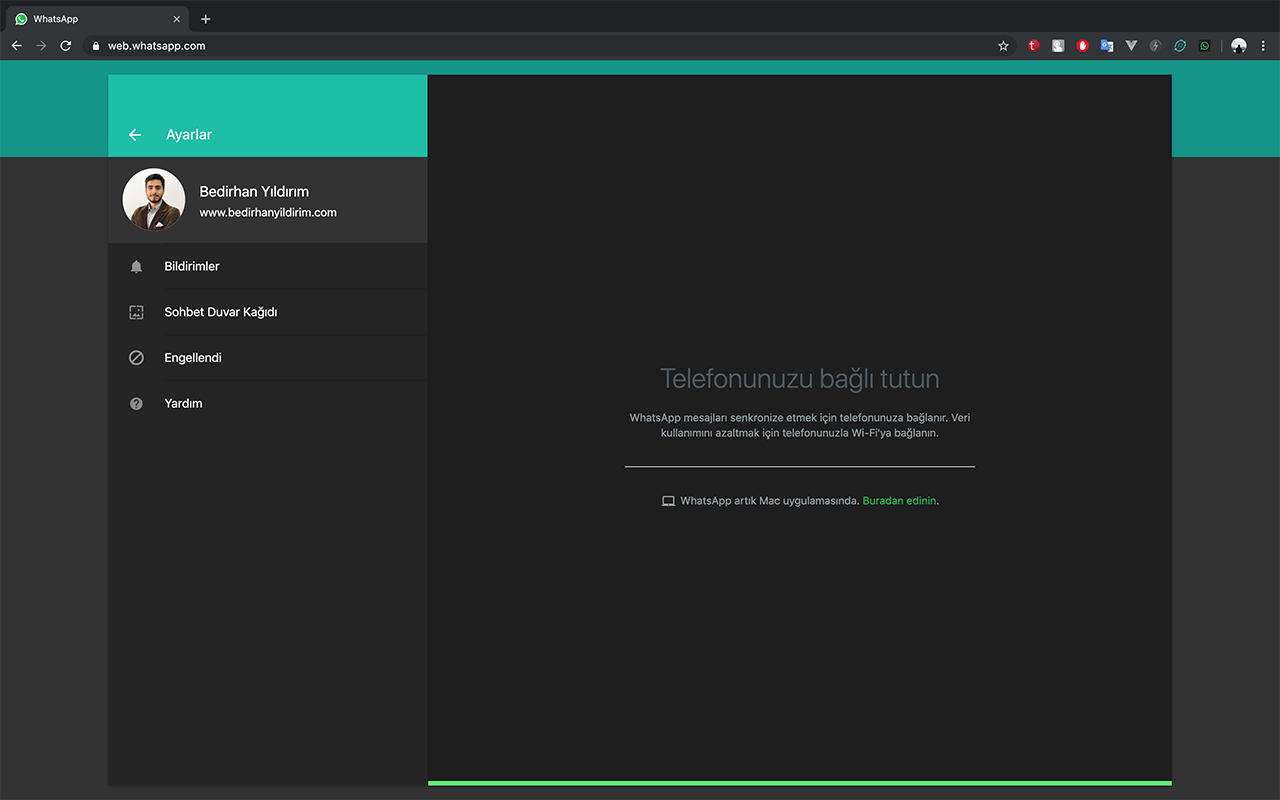 WhatsApp
web.whatsapp.com
Ayarlar
Bedirhan Yıldırım
www.bedirhanyildirim.com
Bildirimler
Sohbet Duvar Kağıdı
Engellendi
Yardım
Telefonunuzu bağlı tutun
WhatsApp mesajları senkronize etmek için telefonunuza bağlanır. Veri
kullanımını azaltmak için telefonunuzla Wi-Fi'ya bağlanın.
WhatsApp artık Mac uygulamasında. Buradan edinin.